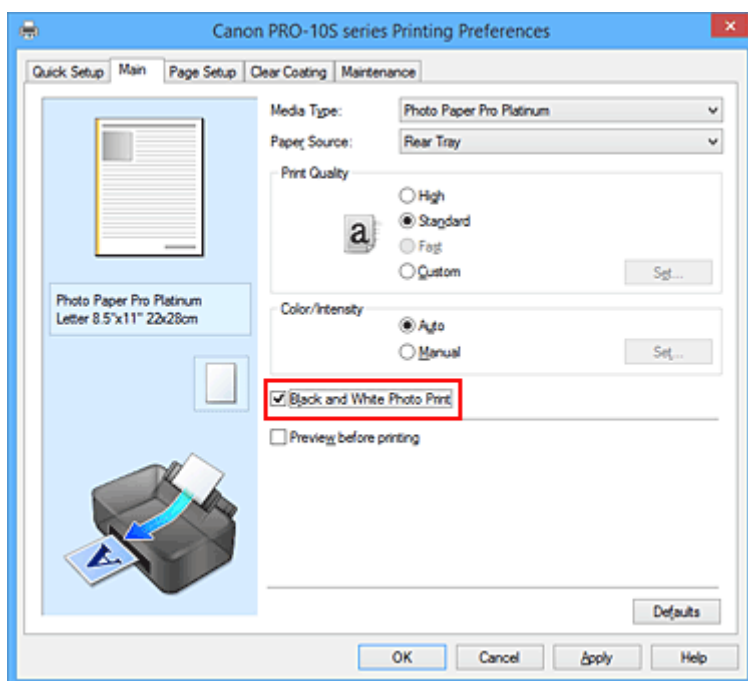 Canon PRO-10S series Printing Preferences
Quick Setup Main Page Setup Clear Coating Maintenance
Media Type: Photo Paper Pro Platinum
Paper Source: Rear Tray
Print Quality
High
Standard
Fast
Custom Set...
a
Photo Paper Pro Platinum
Letter 8.5"x11" 22x28cm
Color/Intensity
Auto
Manual Set...
Black and White Photo Print
Preview before printing
A
Defaults
OK Cancel Apply Help